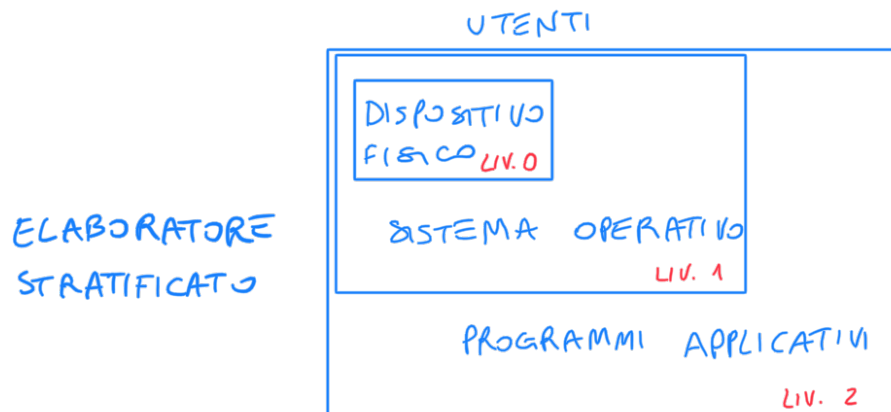 UTENTI
DISPOSITIVO
FISICO LIV. 0
ELABORATORE
STRATIFICATO
SISTEMA OPERATIVO
LIV. 1
PROGRAMMI APPLICATIVI
LIV. 2